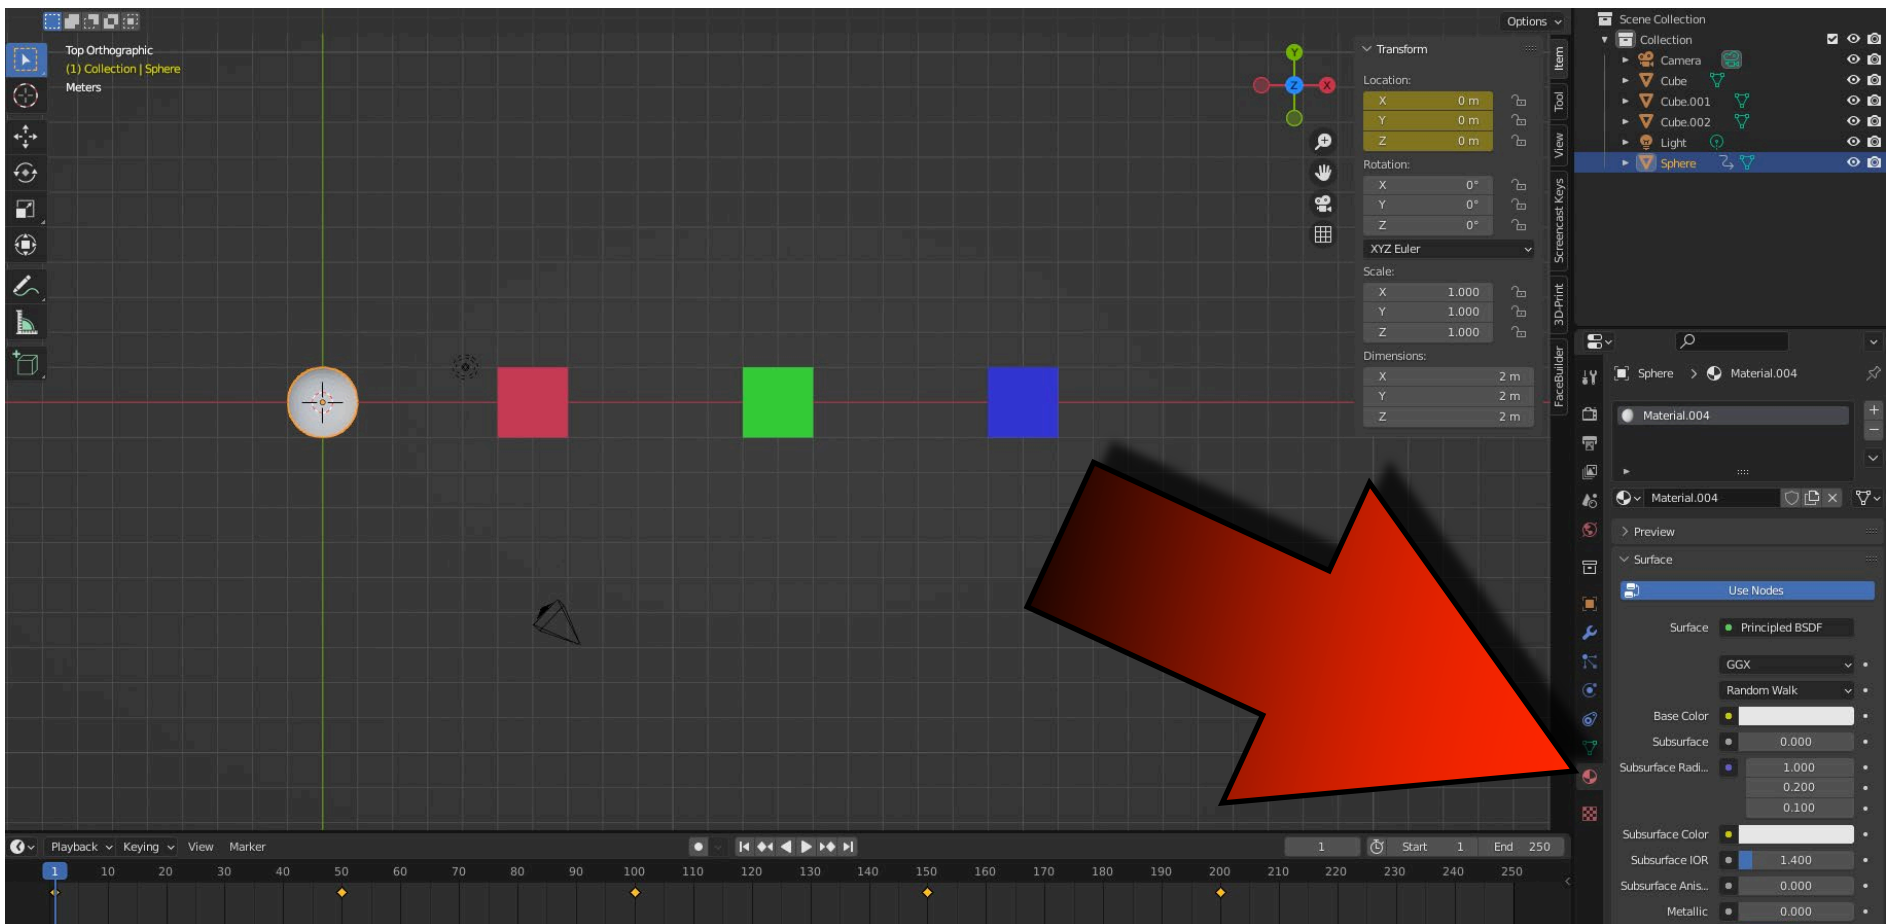 Options
Top Orthographic
(1) Collection | Sphere
Meters
Y
Z
X
Transform
Location:
X 0 m
Y 0 m
Z 0 m
Rotation:
X 0°
Y 0°
Z 0°
XYZ Euler
Scale:
X 1.000
Y 1.000
Z 1.000
Dimensions:
X 2 m
Y 2 m
Z 2 m
Item
Tool
View
Screencast Keys
3D-Print
FaceBuilder
Scene Collection
Collection
Camera
Cube
Cube.001
Cube.002
Light
Sphere
Sphere > Material.004
Material.004
Material.004
Preview
Surface
Use Nodes
Surface Principled BSDF
GGX
Random Walk
Base Color
Subsurface 0.000
Subsurface Radi... 1.000
0.200
0.100
Subsurface Color
Subsurface IOR 1.400
Subsurface Anis... 0.000
Metallic 0.000
Playback Keying View Marker
1 Start 1 End 250
1 10 20 30 40 50 60 70 80 90 100 110 120 130 140 150 160 170 180 190 200 210 220 230 240 250